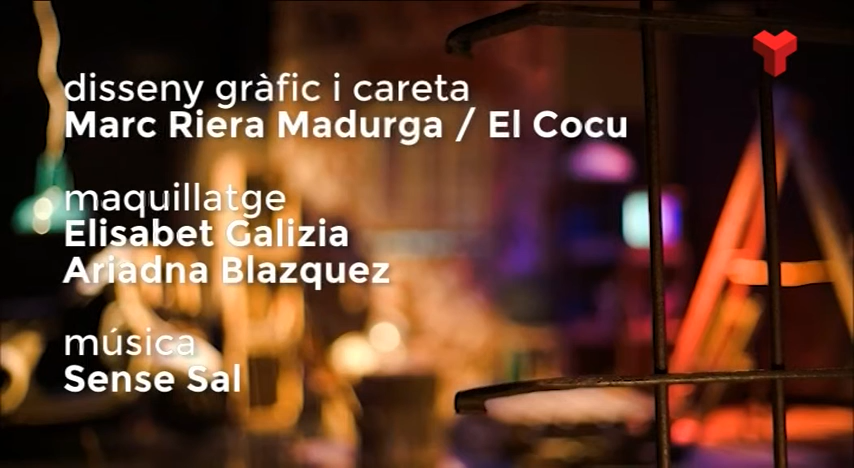 disseny gràfic i careta
Marc Riera Madurga / El Cocu
maquillatge
Elisabet Galizia
Ariadna Blazquez
música
Sense Sal